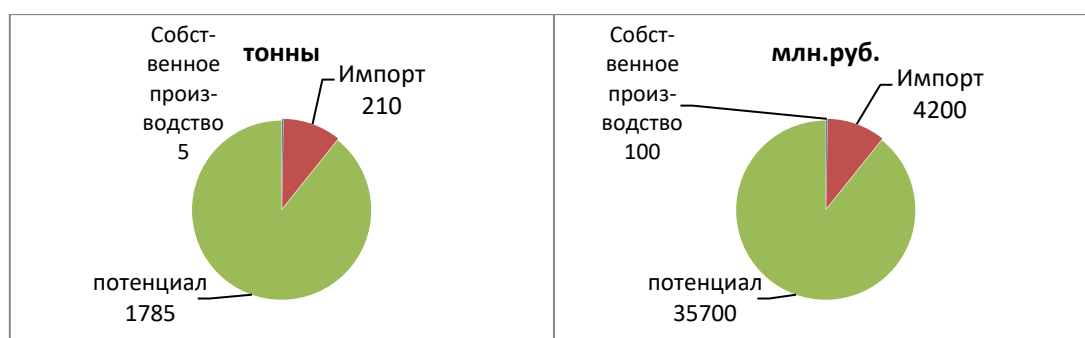 тонны
Собст-
венное
произ-
водство
5
Импорт
210
потенциал
1785
млн.руб.
Собст-
венное
произ-
водство
100
Импорт
4200
потенциал
35700